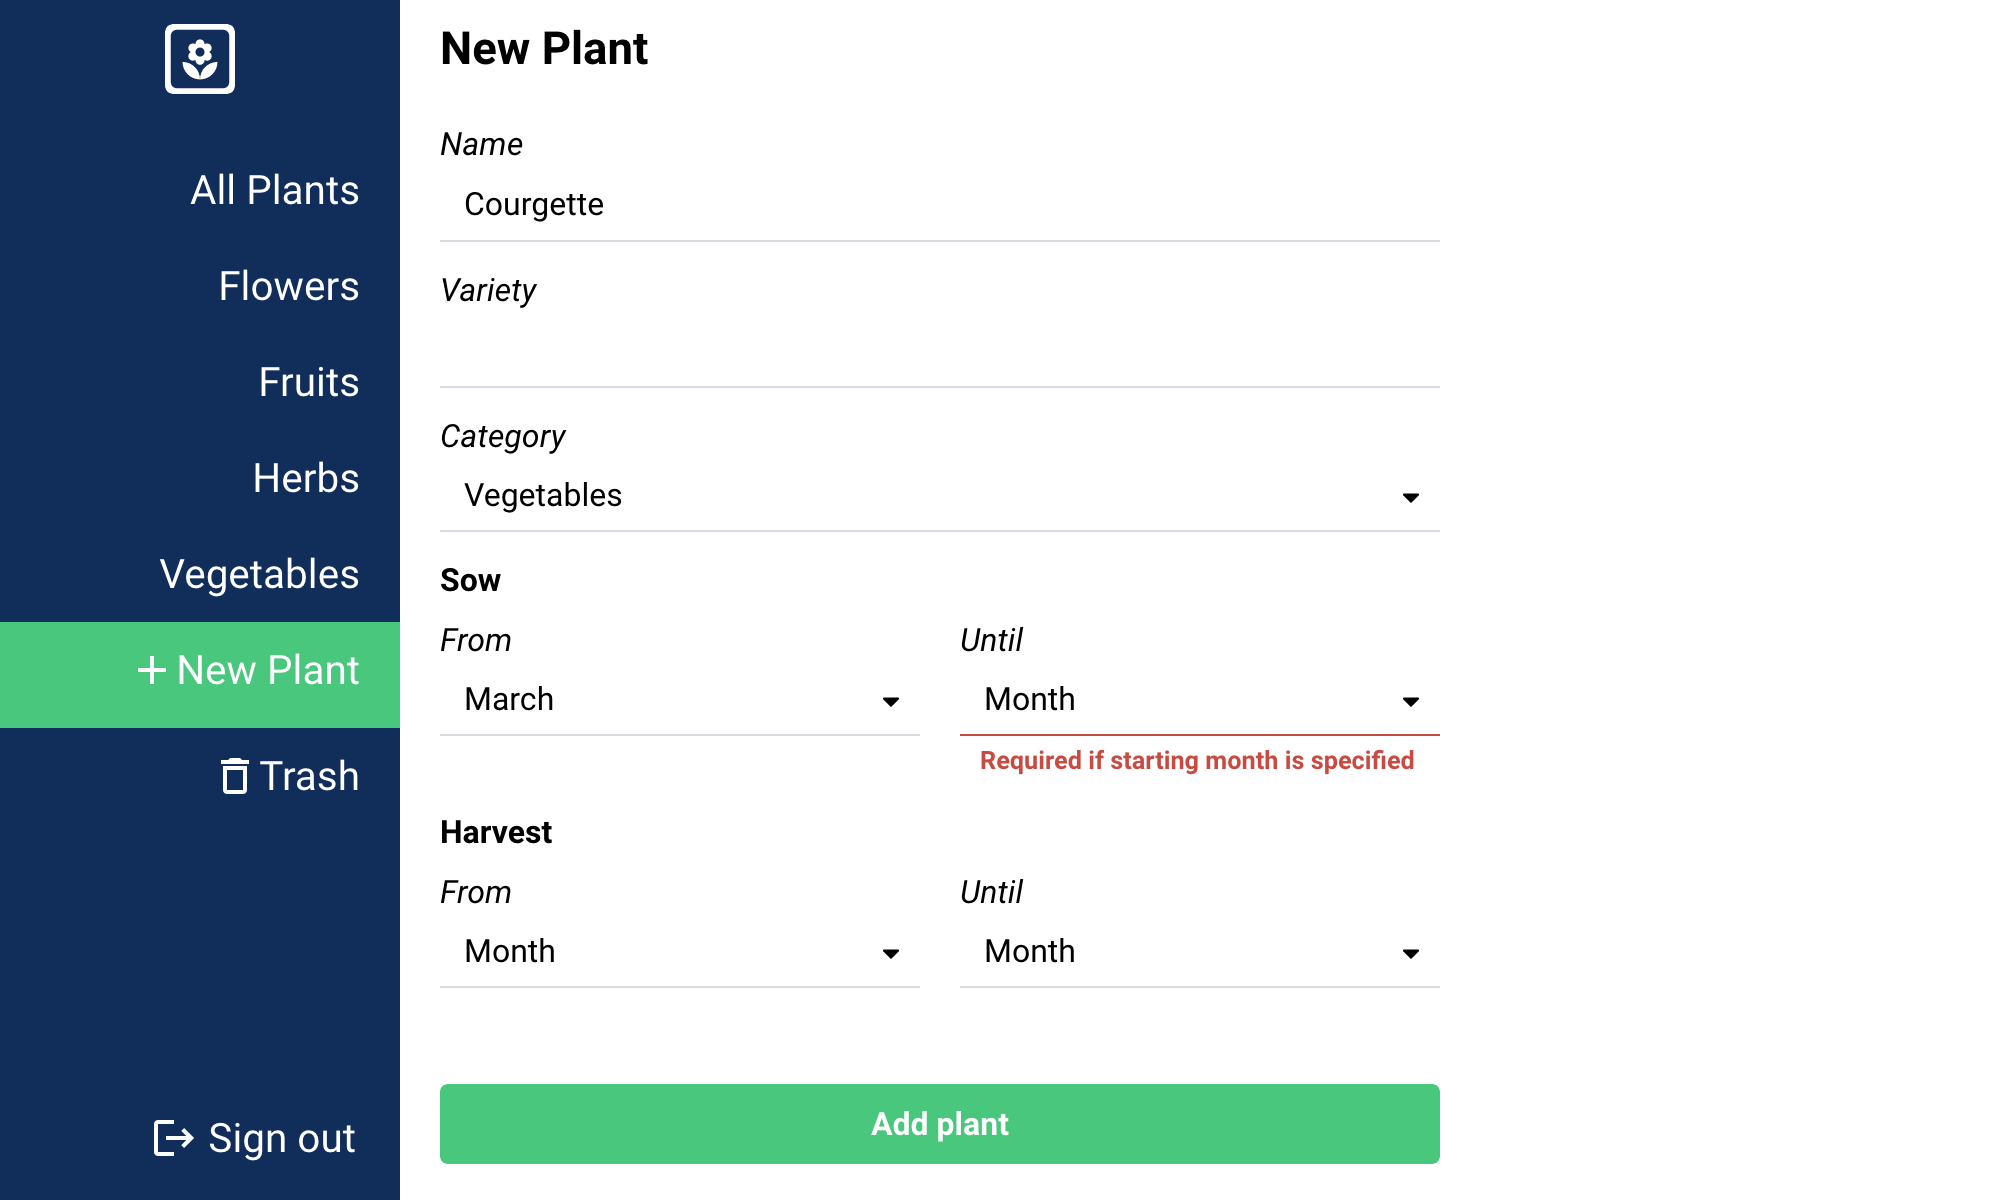 All Plants
Flowers
Fruits
Herbs
Vegetables
New Plant
Trash
Sign out
New Plant
Name
Courgette
Variety
Category
Vegetables
Sow
From
Until
March
Month
Required if starting month is specified
Harvest
From
Until
Month
Month
Add plant